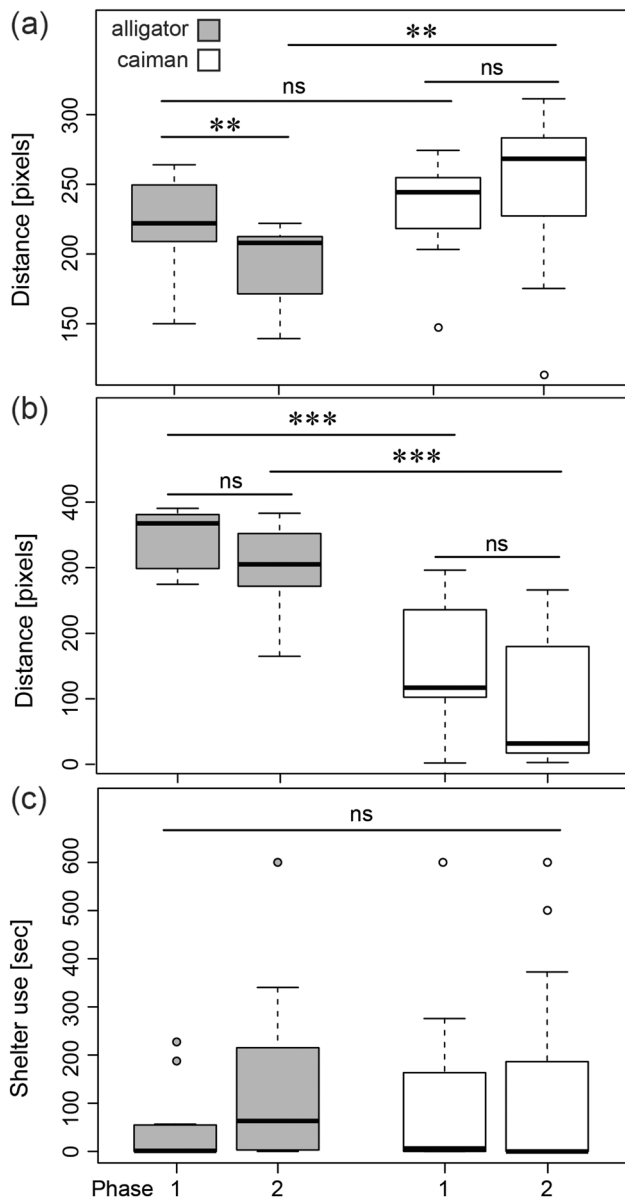 (a)
alligator
caiman
**
ns
ns
**
Distance [pixels]
300
250
200
150
(b)
***
***
ns
ns
Distance [pixels]
400
300
200
100
0
(c)
ns
Shelter use [sec]
600
500
400
300
200
100
0
Phase 1 2 1 2